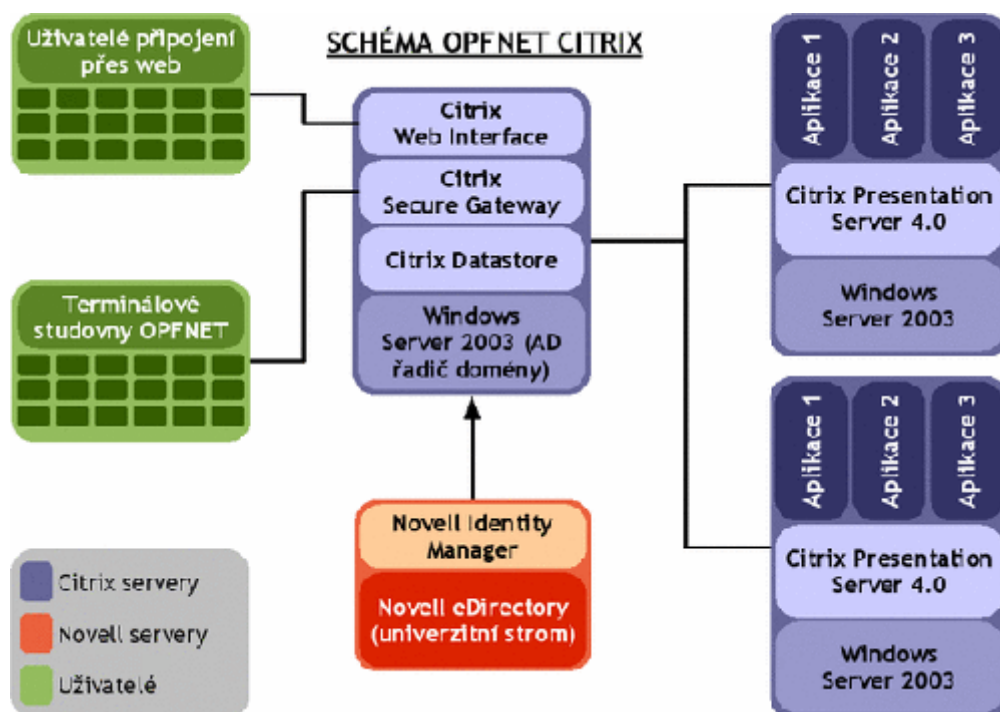 SCHÉMA OPFNET CITRIX
Uživatelé připojení
přes web
Terminálové
studovny OPFNET
Citrix
Web Interface
Citrix
Secure Gateway
Citrix Datastore
Windows
Server 2003 (AD
řadič domény)
Novell Identity
Manager
Novell eDirectory
(univerzitní strom)
Aplikace 1
Aplikace 2
Aplikace 3
Citrix Presentation
Server 4.0
Windows
Server 2003
Aplikace 1
Aplikace 2
Aplikace 3
Citrix Presentation
Server 4.0
Windows
Server 2003
Citrix servery
Novell servery
Uživatelé